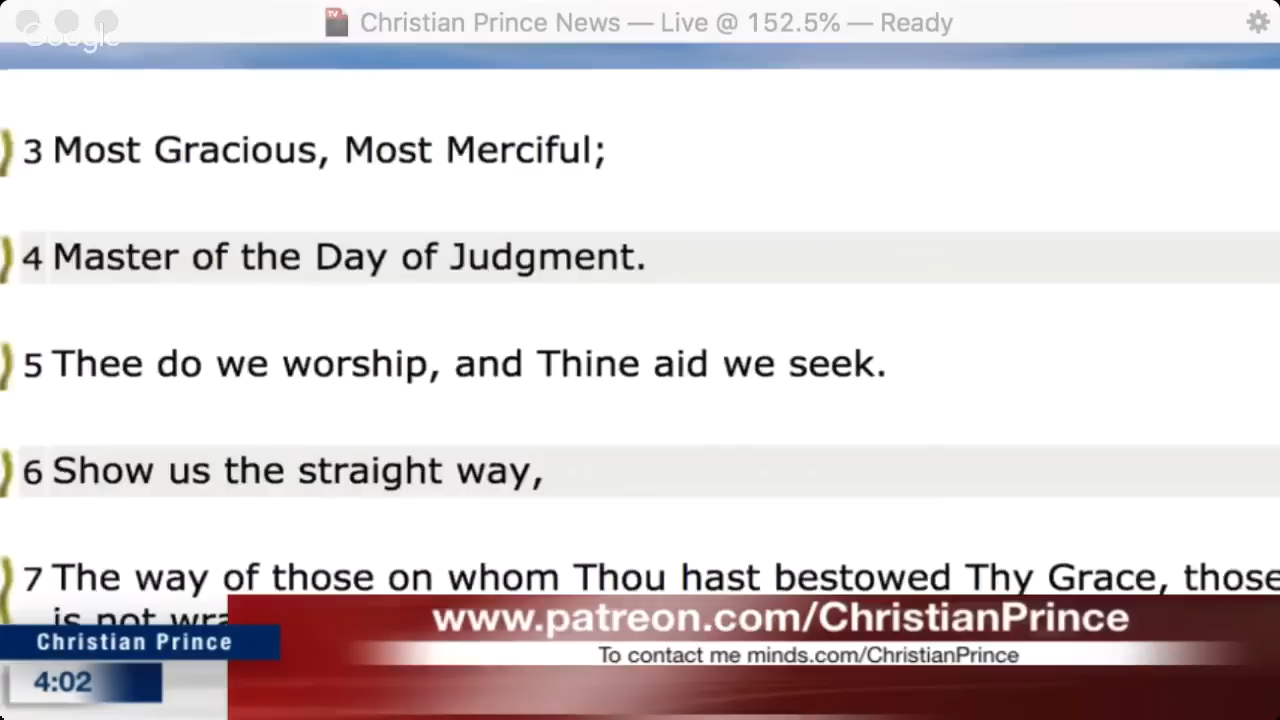 Christian Prince News — Live @ 152.5% — Ready
Google
3 Most Gracious, Most Merciful;
4 Master of the Day of Judgment.
5 Thee do we worship, and Thine aid we seek.
6 Show us the straight way,
7 The way of those on whom Thou hast bestowed Thy Grace, those
is not
www.patreon.com/ChristianPrince
Christian Prince
To contact me minds.com/ChristianPrince
4:02